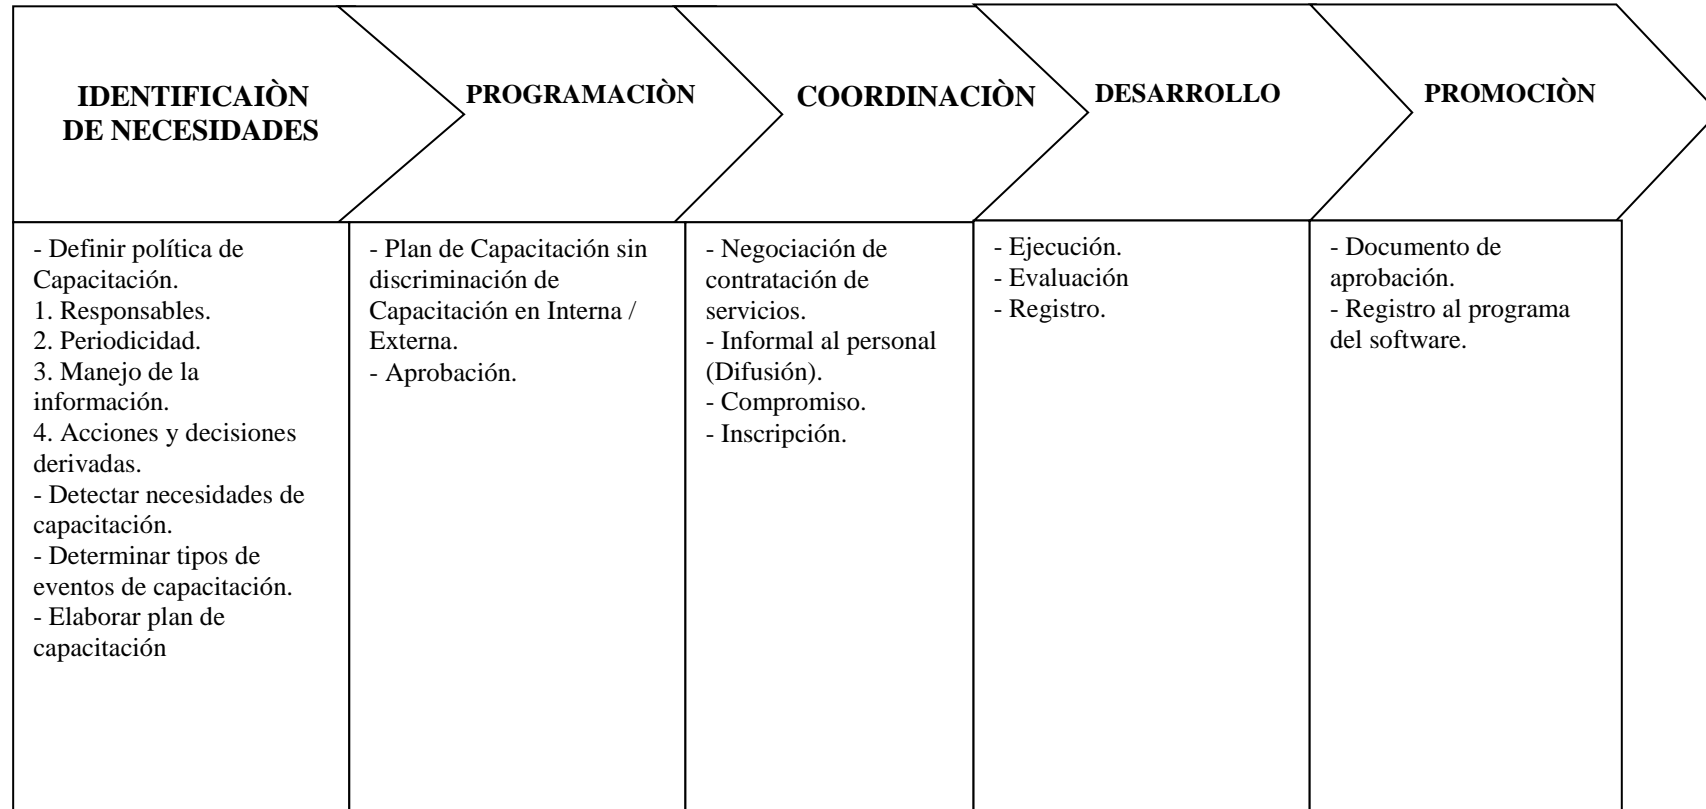 IDENTIFICAIÒN
DE NECESIDADES
PROGRAMACIÒN
COORDINACIÒN
DESARROLLO
PROMOCIÒN
- Definir política de
Capacitación.
1. Responsables.
2. Periodicidad.
3. Manejo de la
información.
4. Acciones y decisiones
derivadas.
- Detectar necesidades de
capacitación.
- Determinar tipos de
eventos de capacitación.
- Elaborar plan de
capacitación
- Plan de Capacitación sin
discriminación de
Capacitación en Interna /
Externa.
- Aprobación.
- Negociación de
contratación de
servicios.
- Informal al personal
(Difusión).
- Compromiso.
- Inscripción.
- Ejecución.
- Evaluación
- Registro.
- Documento de
aprobación.
- Registro al programa
del software.